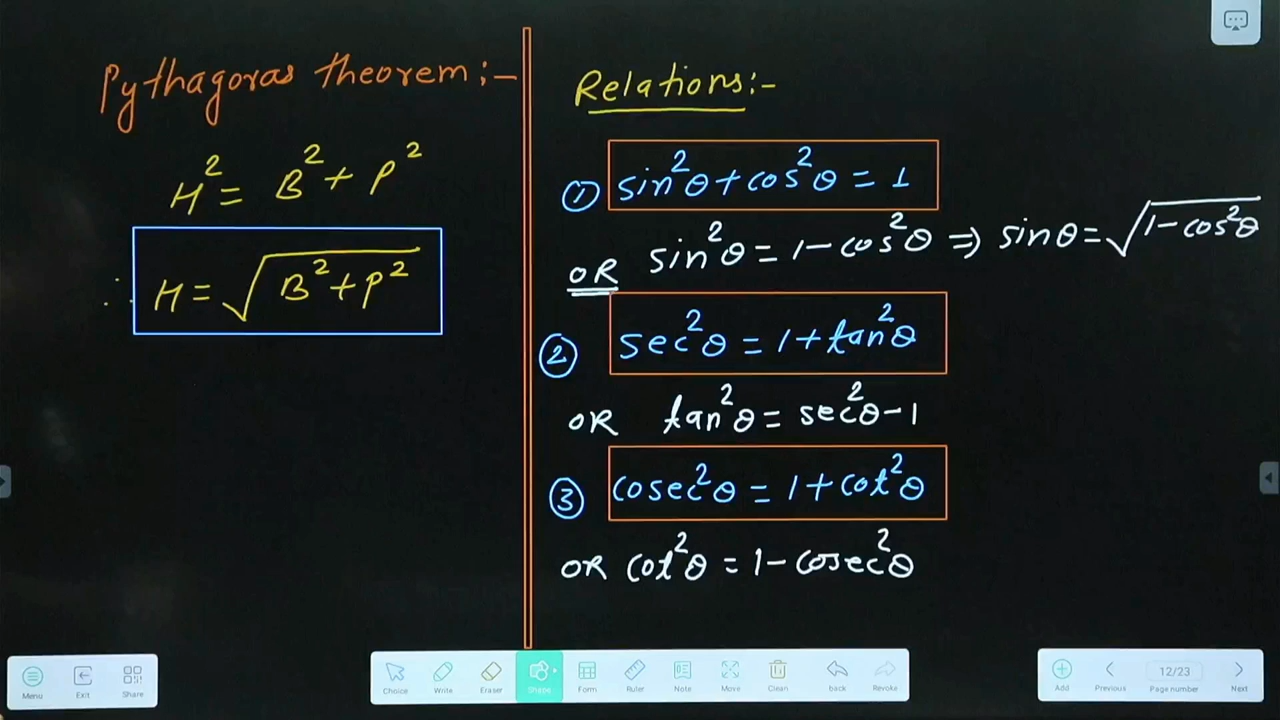 Pythagoras theorem:-
H² = B² + P²
∴ H = √(B² + P²)
Relations:-
① sin²θ + cos²θ = 1
OR sin²θ = 1 - cos²θ ⇒ sinθ = √(1 - cos²θ)
② sec²θ = 1 + tan²θ
OR tan²θ = sec²θ - 1
③ cosec²θ = 1 + cot²θ
OR cot²θ = 1 - cosec²θ
Menu Exit Share
Choice Write Eraser Shape Form Ruler Note Move Clean back Revoke
Add Previous 12/23 Page number Next